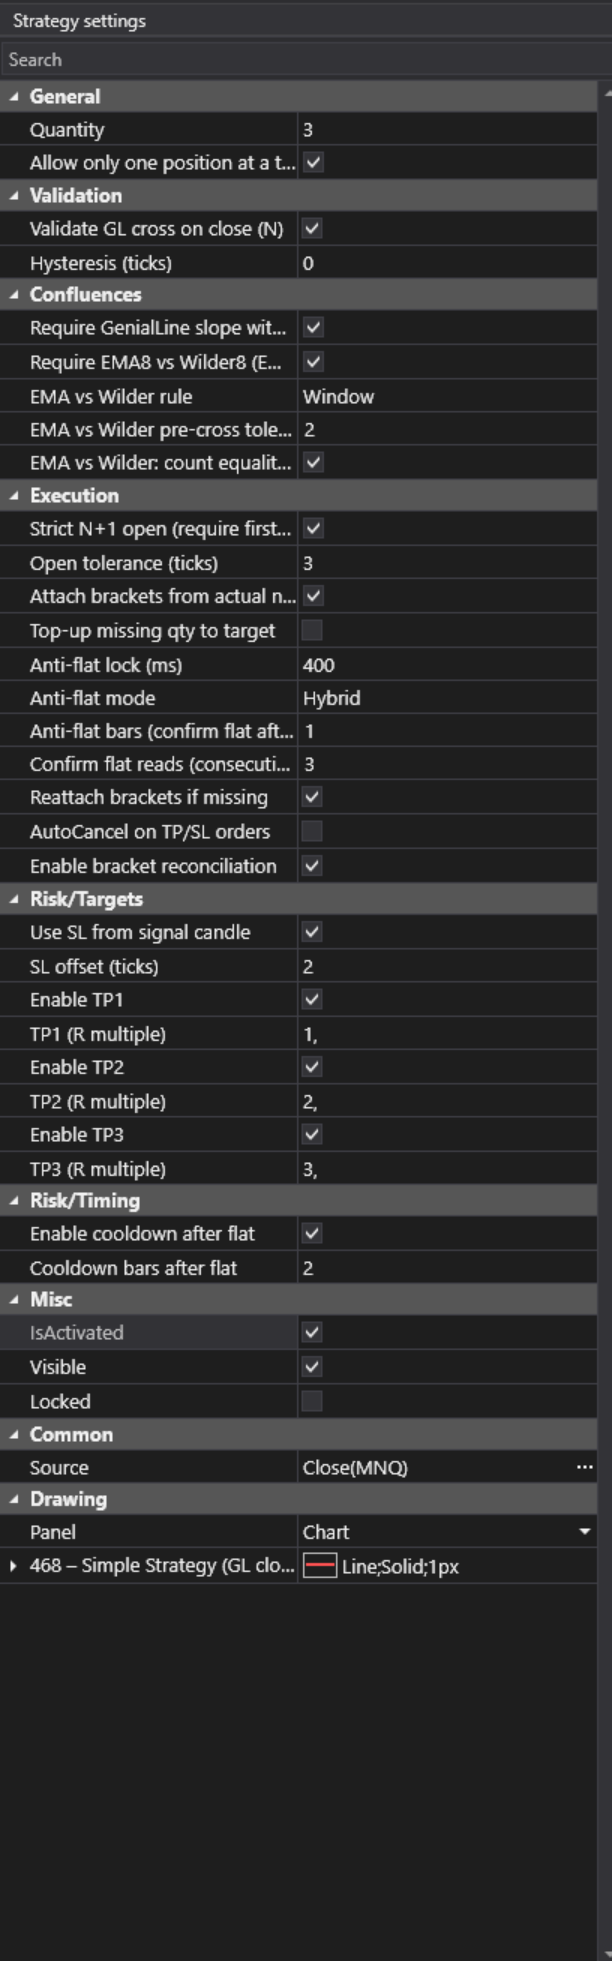 Strategy settings
Search
General
Quantity 3
Allow only one position at a t...
Validation
Validate GL cross on close (N)
Hysteresis (ticks) 0
Confluences
Require GenialLine slope wit...
Require EMA8 vs Wilder8 (E...
EMA vs Wilder rule Window
EMA vs Wilder pre-cross tole... 2
EMA vs Wilder: count equalit...
Execution
Strict N+1 open (require first...
Open tolerance (ticks) 3
Attach brackets from actual n...
Top-up missing qty to target
Anti-flat lock (ms) 400
Anti-flat mode Hybrid
Anti-flat bars (confirm flat aft... 1
Confirm flat reads (consecuti... 3
Reattach brackets if missing
AutoCancel on TP/SL orders
Enable bracket reconciliation
Risk/Targets
Use SL from signal candle
SL offset (ticks) 2
Enable TP1
TP1 (R multiple) 1,
Enable TP2
TP2 (R multiple) 2,
Enable TP3
TP3 (R multiple) 3,
Risk/Timing
Enable cooldown after flat
Cooldown bars after flat 2
Misc
IsActivated
Visible
Locked
Common
Source Close(MNQ) ...
Drawing
Panel Chart
468 – Simple Strategy (GL clo... Line;Solid;1px